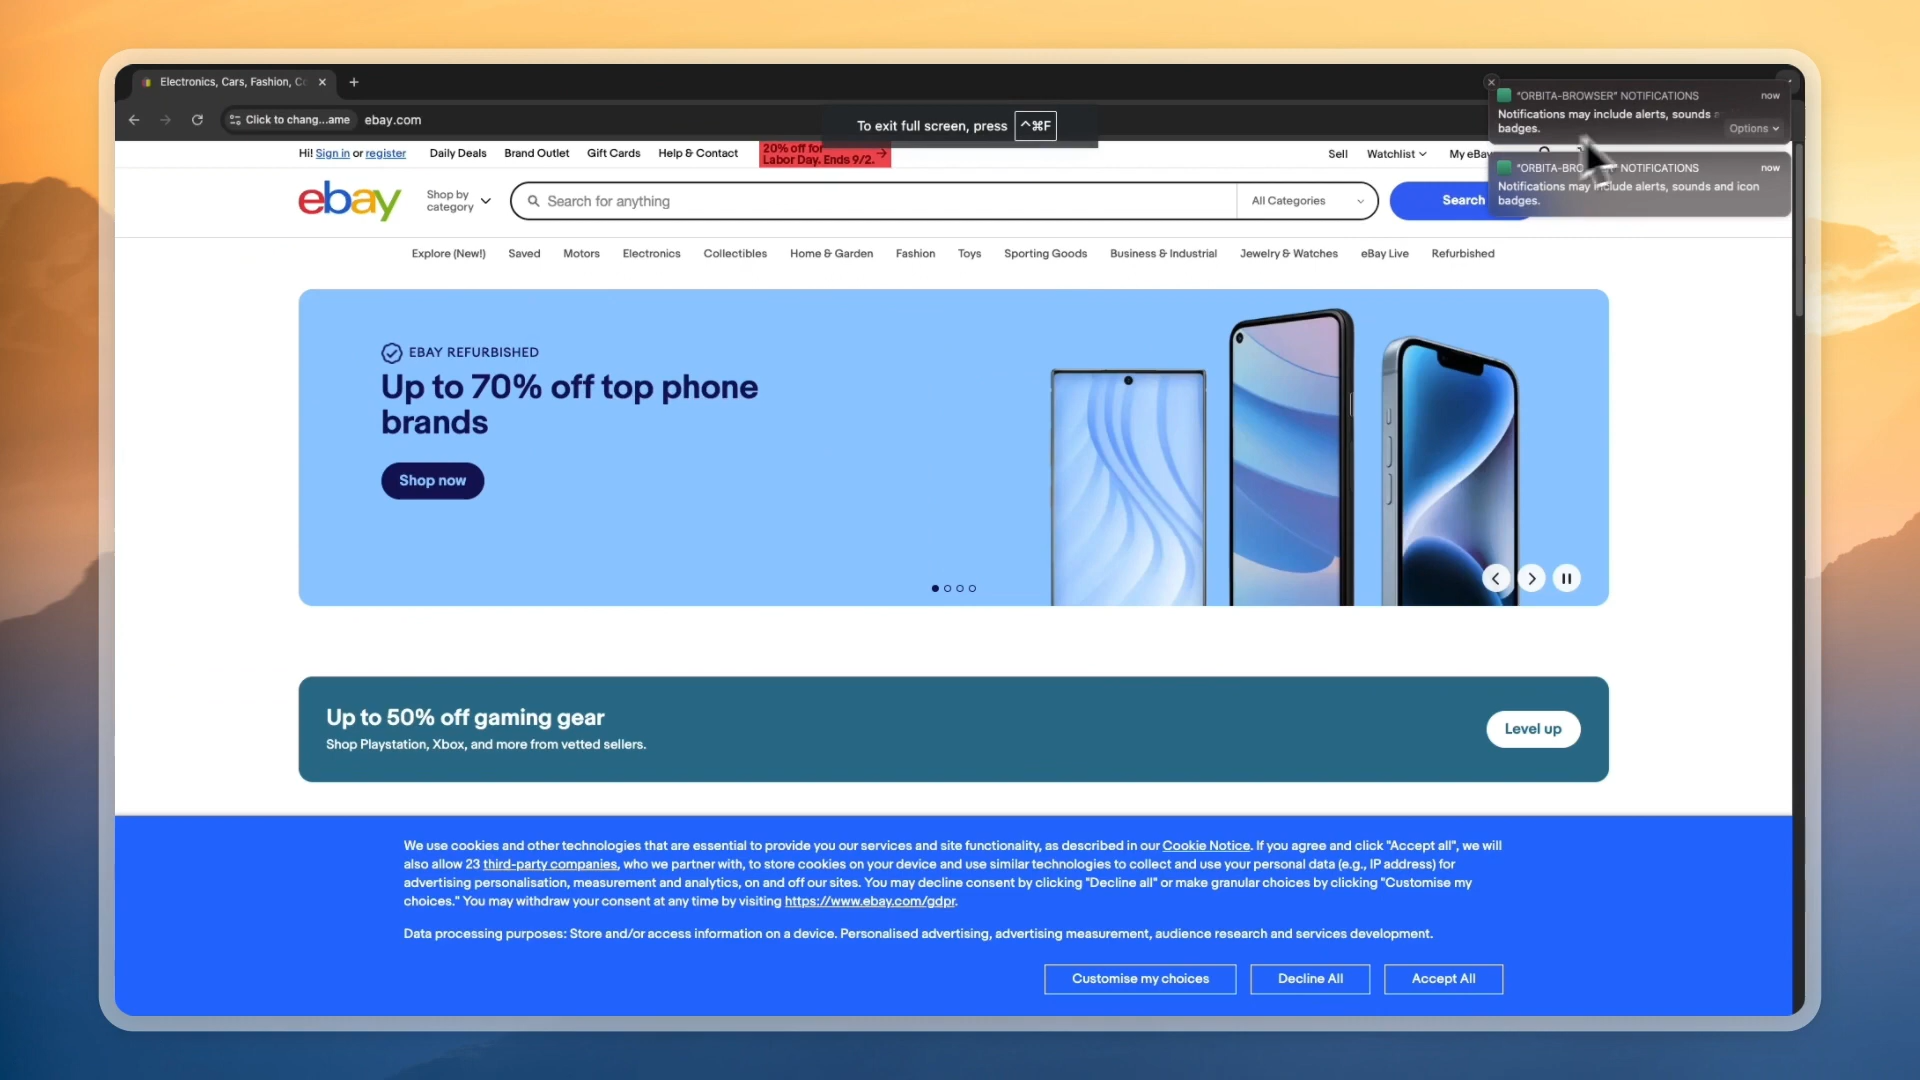 Electronics, Cars, Fashion, C
Click to chang...ame
ebay.com
To exit full screen, press ^⌘F
"ORBITA-BROWSER" NOTIFICATIONS
now
Notifications may include alerts, sounds a
badges.
Options
"ORBITA-BRO NOTIFICATIONS
now
Notifications may include alerts, sounds and icon
badges.
Hi! Sign in or register
Daily Deals
Brand Outlet
Gift Cards
Help & Contact
20% off for
Labor Day. Ends 9/2.
Sell
Watchlist
My eBay
ebay
Shop by
category
Search for anything
All Categories
Search
Explore (New!)
Saved
Motors
Electronics
Collectibles
Home & Garden
Fashion
Toys
Sporting Goods
Business & Industrial
Jewelry & Watches
eBay Live
Refurbished
EBAY REFURBISHED
Up to 70% off top phone
brands
Shop now
Up to 50% off gaming gear
Shop Playstation, Xbox, and more from vetted sellers.
Level up
We use cookies and other technologies that are essential to provide you our services and site functionality, as described in our Cookie Notice. If you agree and click "Accept all", we will
also allow 23 third-party companies, who we partner with, to store cookies on your device and use similar technologies to collect and use your personal data (e.g., IP address) for
advertising personalisation, measurement and analytics, on and off our sites. You may decline consent by clicking "Decline all" or make granular choices by clicking "Customise my
choices." You may withdraw your consent at any time by visiting https://www.ebay.com/gdpr.
Data processing purposes: Store and/or access information on a device. Personalised advertising, advertising measurement, audience research and services development.
Customise my choices
Decline All
Accept All